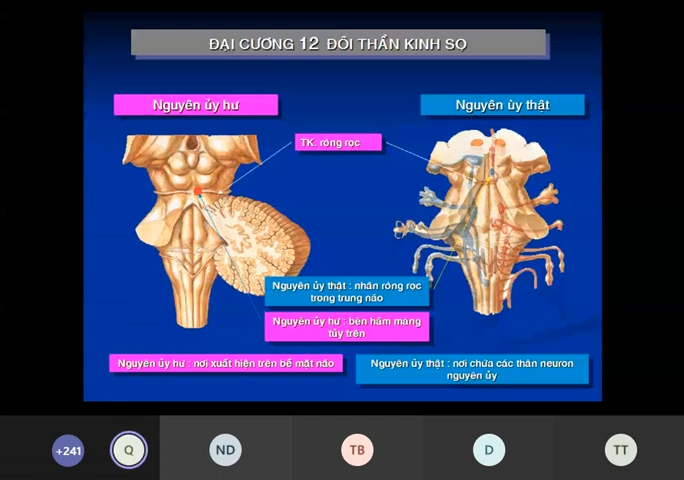 ĐẠI CƯƠNG 12 ĐÔI THẦN KINH SỌ
Nguyên ủy hư
Nguyên ùy thật
TK. ròng rọc
Nguyên ủy thật : nhân ròng rọc
trong trung não
Nguyên ủy hư : bên hãm màng
tủy trên
Nguyên ủy hư : nơi xuất hiện trên bề mặt não
Nguyên ủy thật : nơi chứa các thân neuron
nguyên ủy
+241
Q
ND
TB
D
TT